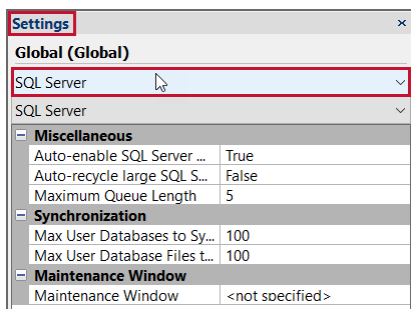 Settings
Global (Global)
SQL Server
SQL Server
Miscellaneous
Auto-enable SQL Server ... True
Auto-recycle large SQL S... False
Maximum Queue Length 5
Synchronization
Max User Databases to Sy... 100
Max User Database Files t... 100
Maintenance Window
Maintenance Window <not specified>